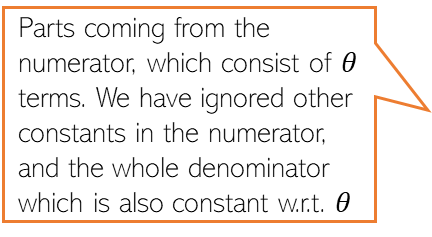 Parts coming from the
numerator, which consist of θ
terms. We have ignored other
constants in the numerator,
and the whole denominator
which is also constant w.r.t. θ